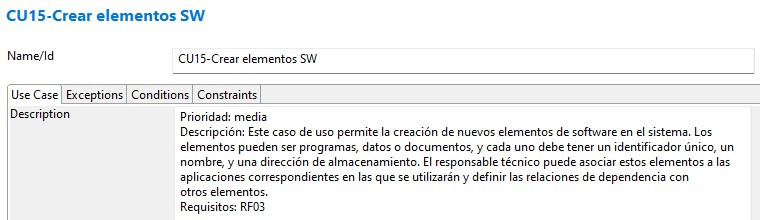 CU15-Crear elementos SW
Name/Id
CU15-Crear elementos SW
Use Case Exceptions Conditions Constraints
Description
Prioridad: media
Descripción: Este caso de uso permite la creación de nuevos elementos de software en el sistema. Los
elementos pueden ser programas, datos o documentos, y cada uno debe tener un identificador único, un
nombre, y una dirección de almacenamiento. El responsable técnico puede asociar estos elementos a las
aplicaciones correspondientes en las que se utilizarán y definir las relaciones de dependencia con
otros elementos.
Requisitos: RF03